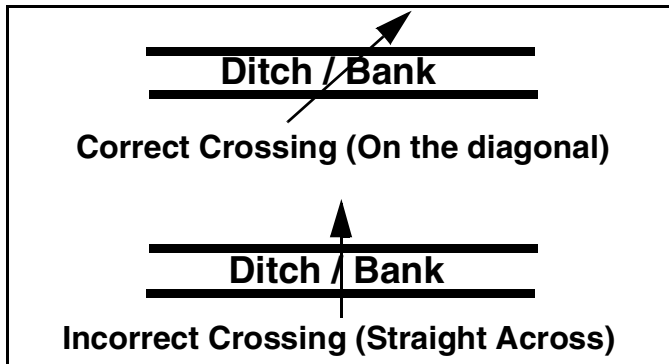 Ditch / Bank
Correct Crossing (On the diagonal)
Ditch / Bank
Incorrect Crossing (Straight Across)